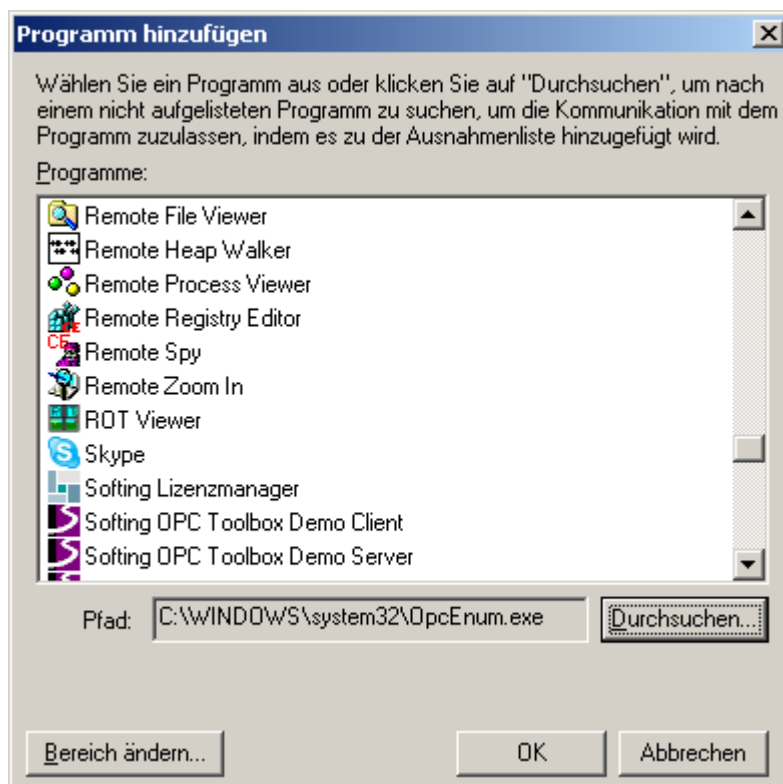 Programm hinzufügen
Wählen Sie ein Programm aus oder klicken Sie auf "Durchsuchen", um nach
einem nicht aufgelisteten Programm zu suchen, um die Kommunikation mit dem
Programm zuzulassen, indem es zu der Ausnahmenliste hinzugefügt wird.
Programme:
Remote File Viewer
Remote Heap Walker
Remote Process Viewer
Remote Registry Editor
CE Remote Spy
Remote Zoom In
ROT Viewer
Skype
Softing Lizenzmanager
Softing OPC Toolbox Demo Client
Softing OPC Toolbox Demo Server
Pfad: C:\WINDOWS\system32\OpcEnum.exe Durchsuchen...
Bereich ändern... OK Abbrechen